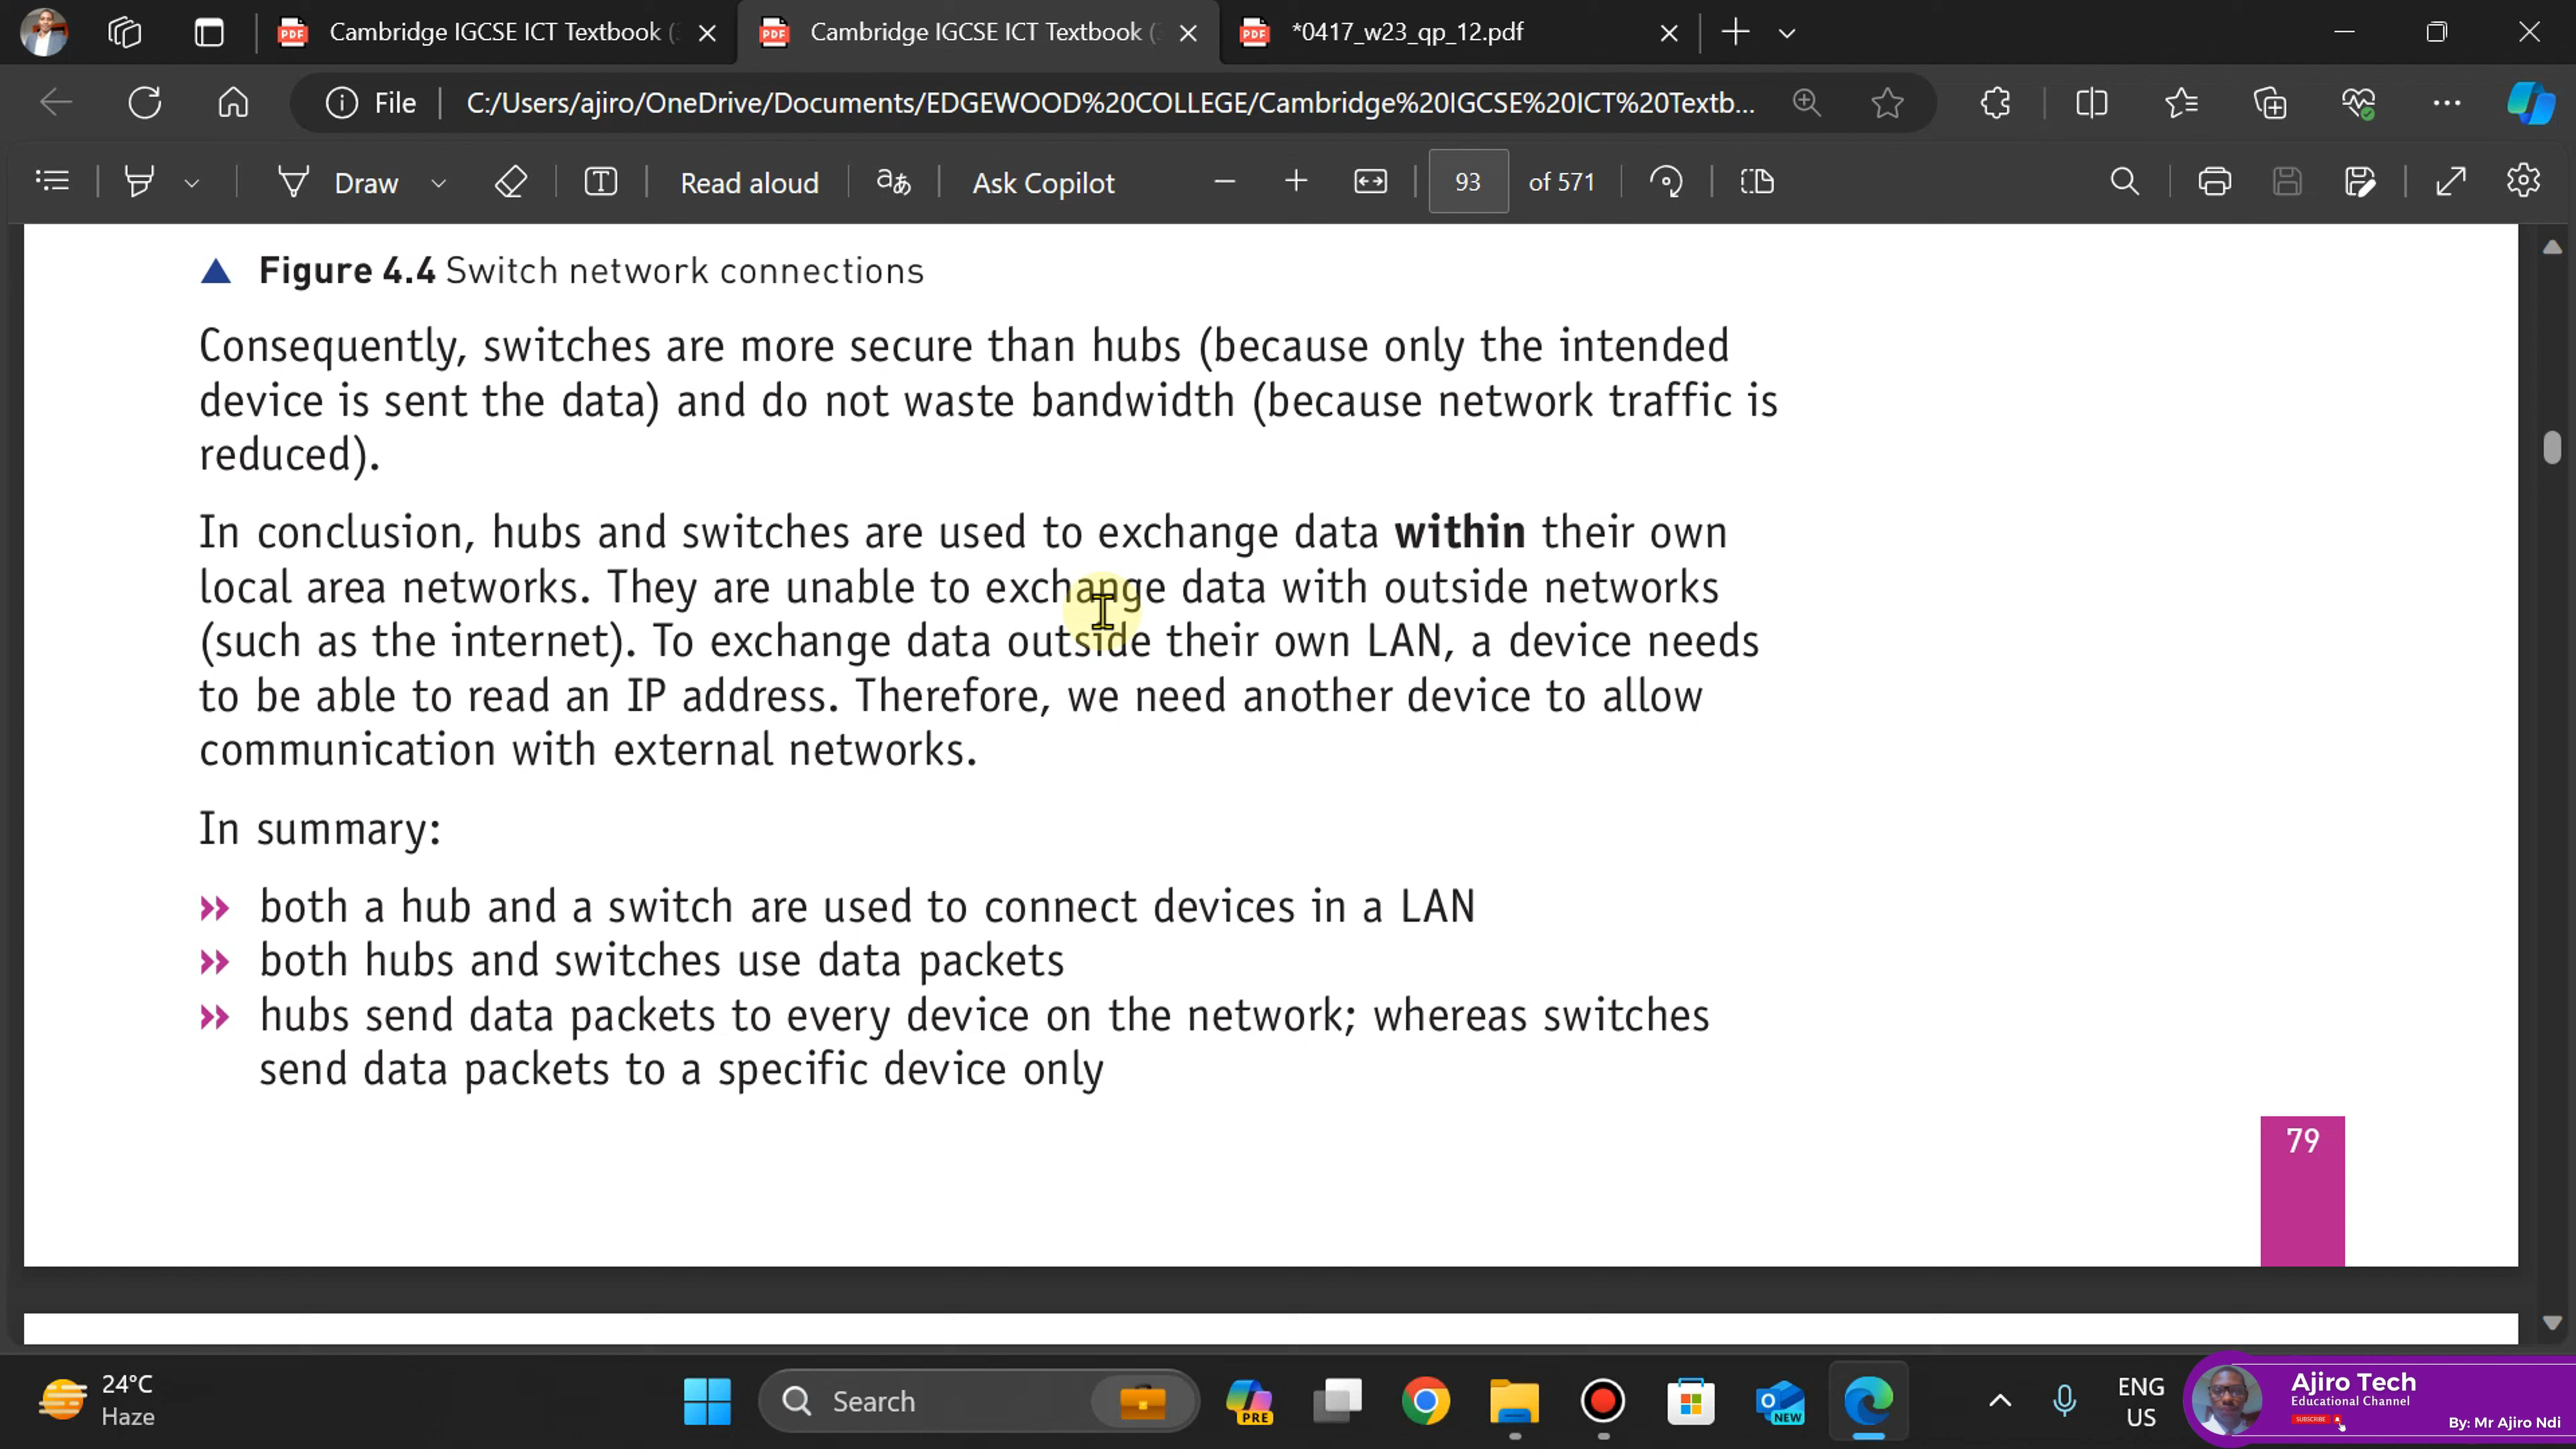 Cambridge IGCSE ICT Textbook (
Cambridge IGCSE ICT Textbook (
*0417_w23_qp_12.pdf
File
C:/Users/ajiro/OneDrive/Documents/EDGEWOOD%20COLLEGE/Cambridge%20IGCSE%20ICT%20Textb...
Draw
Read aloud
aあ
Ask Copilot
93 of 571
Figure 4.4 Switch network connections
Consequently, switches are more secure than hubs (because only the intended
device is sent the data) and do not waste bandwidth (because network traffic is
reduced).
In conclusion, hubs and switches are used to exchange data within their own
local area networks. They are unable to exchange data with outside networks
(such as the internet). To exchange data outside their own LAN, a device needs
to be able to read an IP address. Therefore, we need another device to allow
communication with external networks.
In summary:
both a hub and a switch are used to connect devices in a LAN
both hubs and switches use data packets
hubs send data packets to every device on the network; whereas switches
send data packets to a specific device only
79
24°C
Haze
Search
PRE
NEW
ENG
US
Ajiro Tech
Educational Channel
SUBSCRIBE
By: Mr Ajiro Ndi